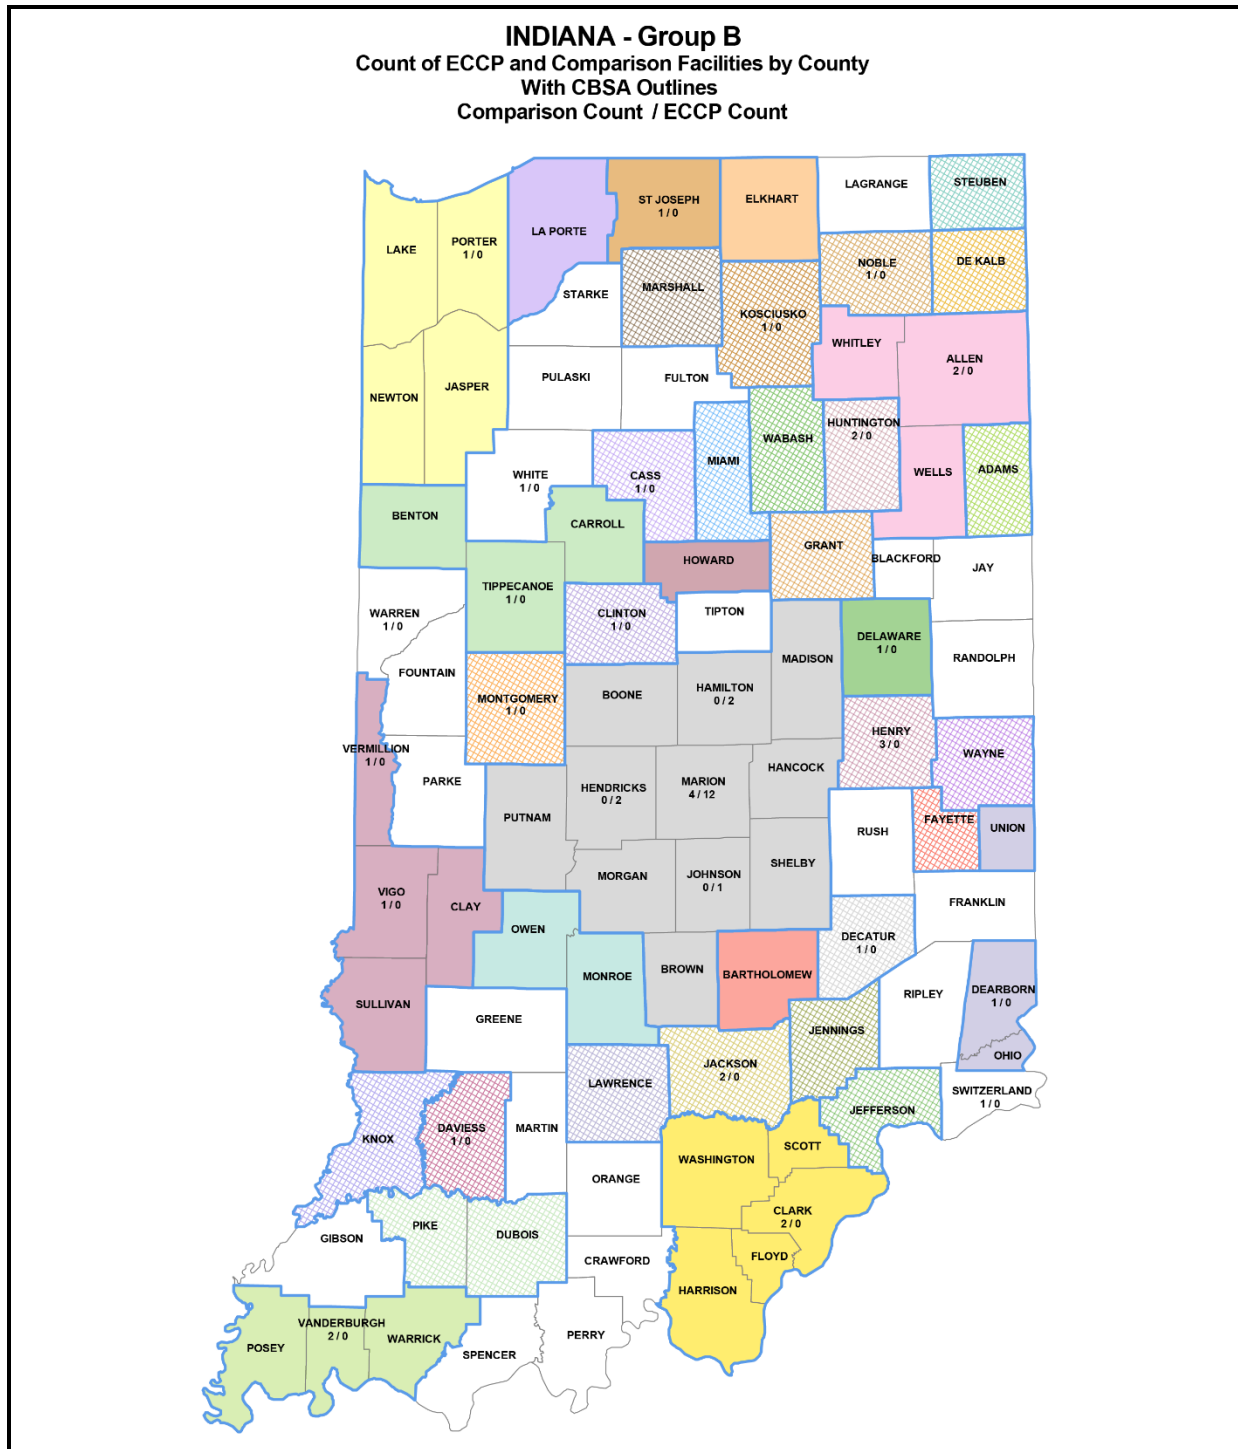 INDIANA - Group B
Count of ECCP and Comparison Facilities by County
With CBSA Outlines
Comparison Count / ECCP Count
LAGRANGE
STEUBEN
ST JOSEPH
1 / 0
ELKHART
LA PORTE
LAKE
PORTER
1 / 0
NOBLE
1 / 0
DE KALB
STARKE
MARSHALL
KOSCIUSKO
1 / 0
WHITLEY
ALLEN
2 / 0
PULASKI
FULTON
NEWTON
JASPER
HUNTINGTON
2 / 0
WABASH
MIAMI
WHITE
1 / 0
CASS
1 / 0
WELLS
ADAMS
BENTON
CARROLL
GRANT
BLACKFORD
JAY
HOWARD
TIPPECANOE
1 / 0
WARREN
1 / 0
CLINTON
1 / 0
TIPTON
DELAWARE
1 / 0
MADISON
RANDOLPH
FOUNTAIN
MONTGOMERY
1 / 0
BOONE
HAMILTON
0 / 2
HENRY
3 / 0
WAYNE
VERMILLION
1 / 0
PARKE
HENDRICKS
0 / 2
MARION
4 / 12
HANCOCK
PUTNAM
RUSH
FAYETTE
UNION
VIGO
1 / 0
CLAY
MORGAN
JOHNSON
0 / 1
SHELBY
FRANKLIN
OWEN
DECATUR
1 / 0
MONROE
BROWN
BARTHOLOMEW
SULLIVAN
RIPLEY
DEARBORN
1 / 0
GREENE
JENNINGS
OHIO
LAWRENCE
JACKSON
2 / 0
SWITZERLAND
1 / 0
JEFFERSON
KNOX
DAVIESS
1 / 0
MARTIN
SCOTT
WASHINGTON
ORANGE
CLARK
2 / 0
PIKE
DUBOIS
GIBSON
CRAWFORD
FLOYD
HARRISON
VANDERBURGH
2 / 0
POSEY
WARRICK
PERRY
SPENCER